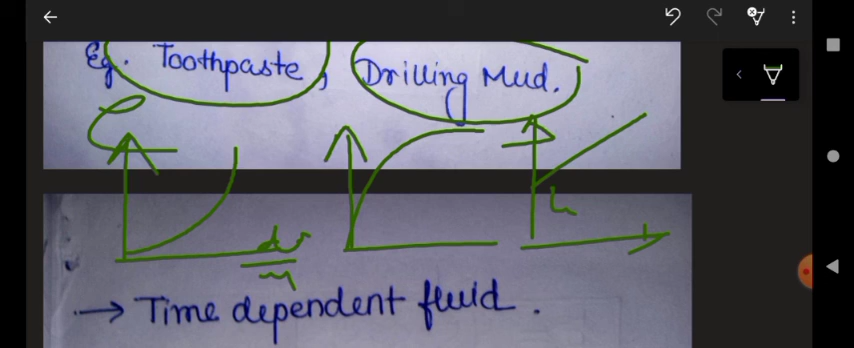 Eg. Toothpaste, Drilling Mud.
→ Time dependent fluid.